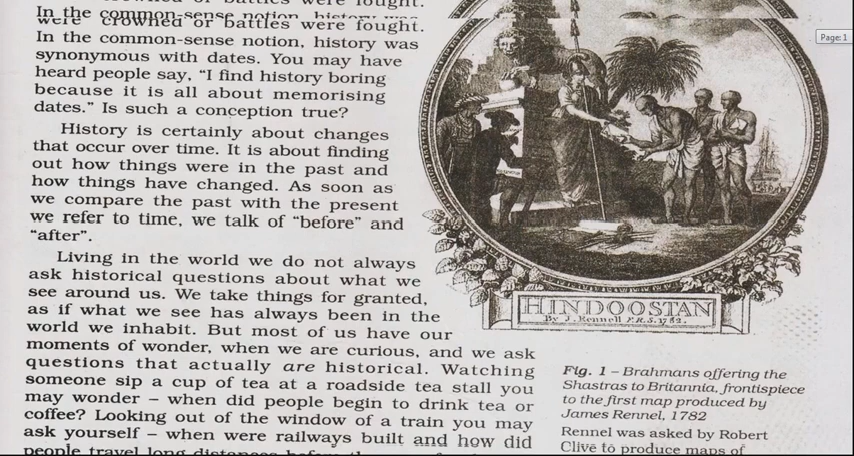 crowned or battles were fought.
In the common-sense notion, history was
were crowned or battles were fought.
In the common-sense notion, history was
synonymous with dates. You may have
heard people say, “I find history boring
because it is all about memorising
dates.” Is such a conception true?
History is certainly about changes
that occur over time. It is about finding
out how things were in the past and
how things have changed. As soon as
we compare the past with the present
we refer to time, we talk of “before” and
“after”.
Living in the world we do not always
ask historical questions about what we
see around us. We take things for granted,
as if what we see has always been in the
world we inhabit. But most of us have our
moments of wonder, when we are curious, and we ask
questions that actually are historical. Watching
someone sip a cup of tea at a roadside tea stall you
may wonder – when did people begin to drink tea or
coffee? Looking out of the window of a train you may
ask yourself – when were railways built and how did
people travel long distances before the
Page: 1
HINDOOSTAN
By J. Rennell F.R.S. 1782.
Fig. 1 – Brahmans offering the
Shastras to Britannia, frontispiece
to the first map produced by
James Rennel, 1782
Rennel was asked by Robert
Clive to produce maps of